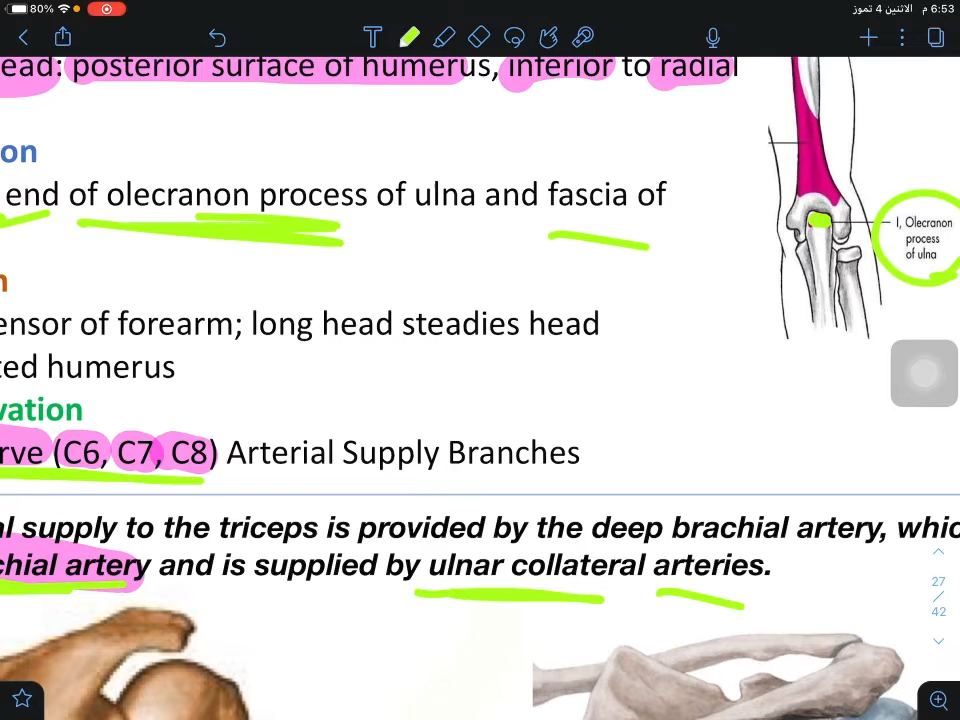 80%
الاثنين 4 تموز 6:53 م
ead: posterior surface of humerus, inferior to radial
on
end of olecranon process of ulna and fascia of
I, Olecranon
process
of ulna
n
ensor of forearm; long head steadies head
ted humerus
vation
rve (C6, C7, C8) Arterial Supply Branches
al supply to the triceps is provided by the deep brachial artery, whic
chial artery and is supplied by ulnar collateral arteries.
27
/
42